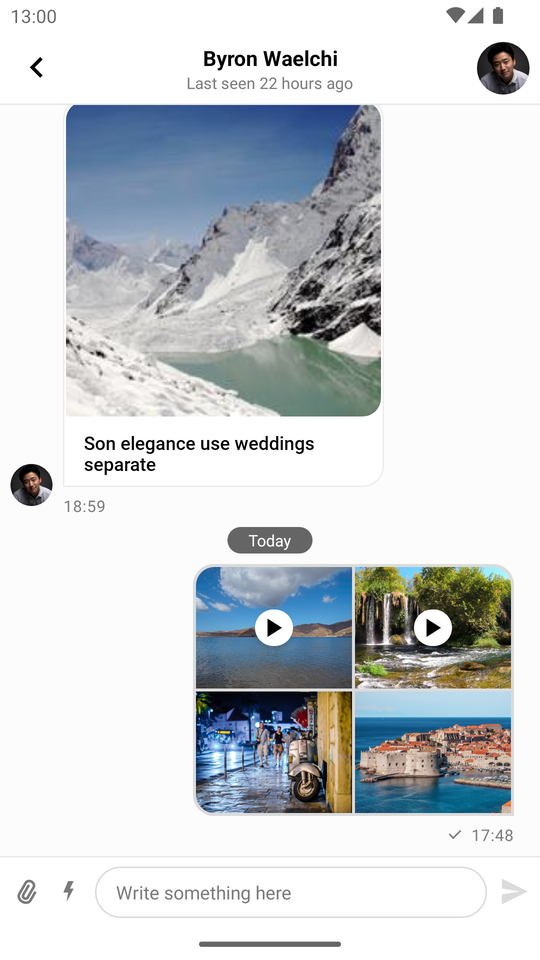 13:00
Byron Waelchi
Last seen 22 hours ago
Son elegance use weddings
separate
18:59
Today
17:48
Write something here